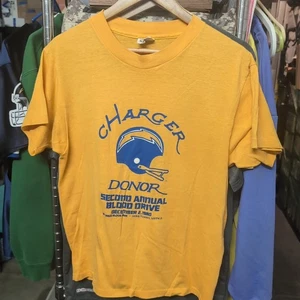 CHARGER
DONOR
SECOND ANNUAL
BLOOD DRIVE